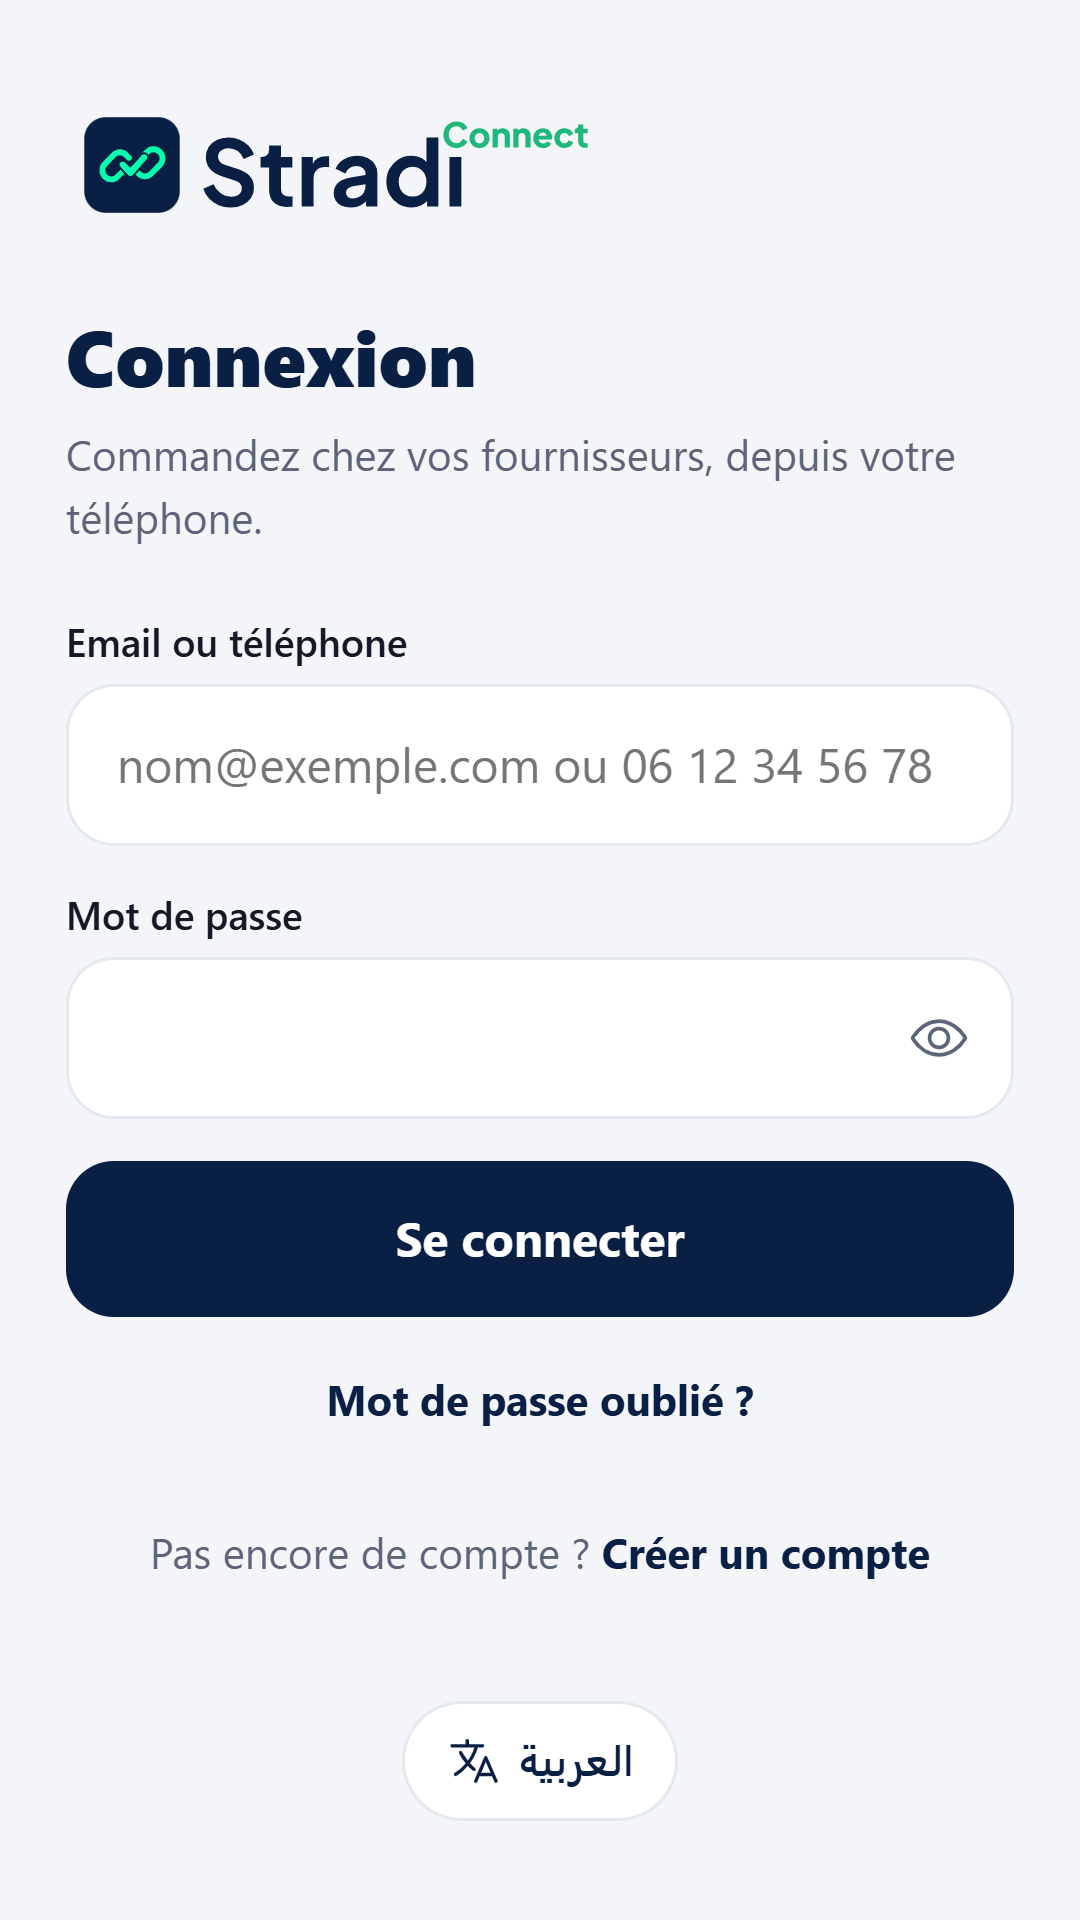 Stradi Connect
Connexion
Commandez chez vos fournisseurs, depuis votre
téléphone.
Email ou téléphone
nom@exemple.com ou 06 12 34 56 78
Mot de passe
Se connecter
Mot de passe oublié ?
Pas encore de compte ? Créer un compte
العربية